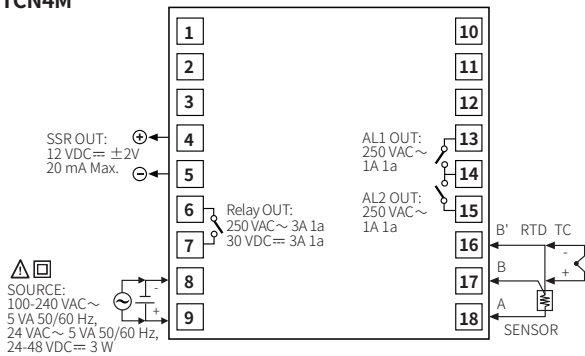 TCN4M
1
2
3
4
5
6
7
8
9
10
11
12
13
14
15
16
17
18
SSR OUT:
12 VDC⎓ ±2V
20 mA Max.
Relay OUT:
250 VAC～ 3A 1a
30 VDC⎓ 3A 1a
SOURCE:
100-240 VAC～
5 VA 50/60 Hz,
24 VAC～ 5 VA 50/60 Hz,
24-48 VDC⎓ 3 W
-
+
AL1 OUT:
250 VAC～
1A 1a
AL2 OUT:
250 VAC～
1A 1a
B' RTD TC
-
B
+
A
SENSOR